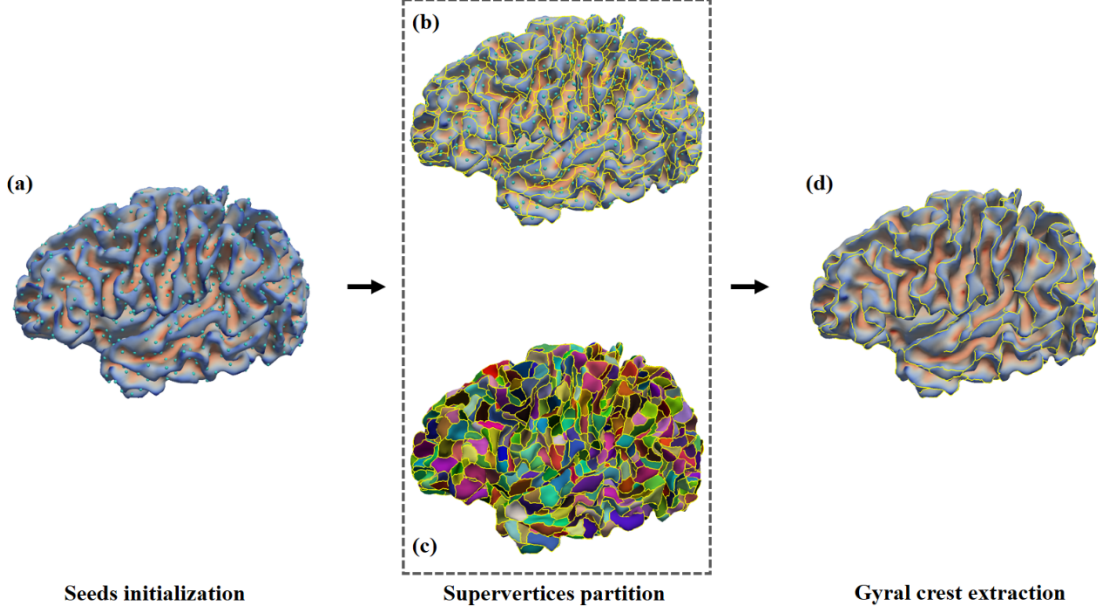 (b)
(a)
(d)
(c)
Seeds initialization
Supervertices partition
Gyral crest extraction